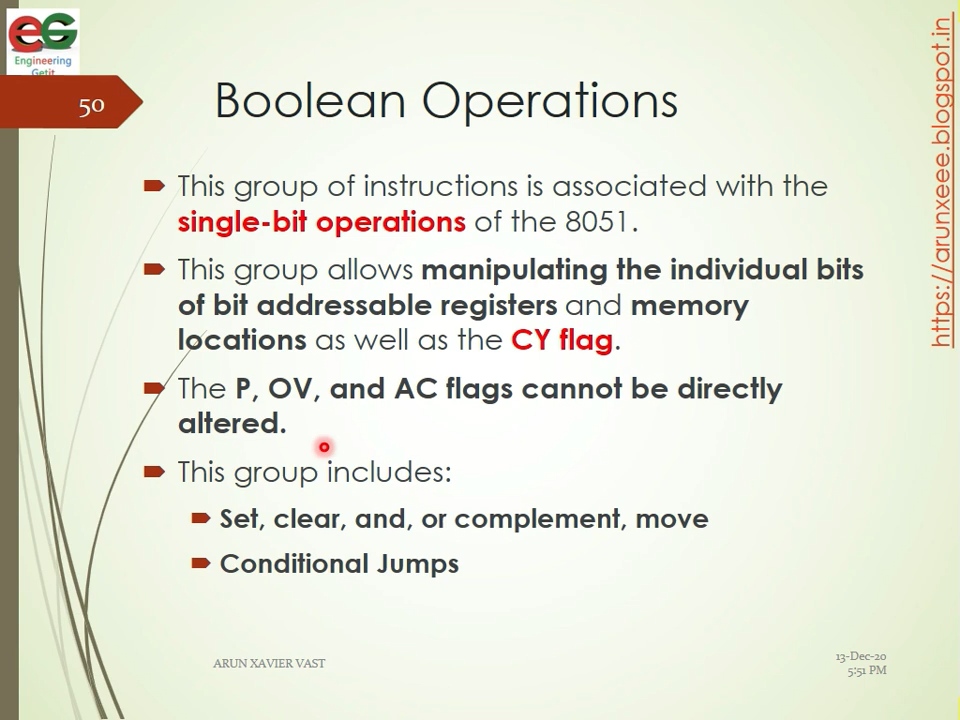 eG
Engineering
Getit
50
Boolean Operations
https://arunxeee.blogspot.in
This group of instructions is associated with the
single-bit operations of the 8051.
This group allows manipulating the individual bits
of bit addressable registers and memory
locations as well as the CY flag.
The P, OV, and AC flags cannot be directly
altered.
This group includes:
Set, clear, and, or complement, move
Conditional Jumps
ARUN XAVIER VAST
13-Dec-20
5:51 PM